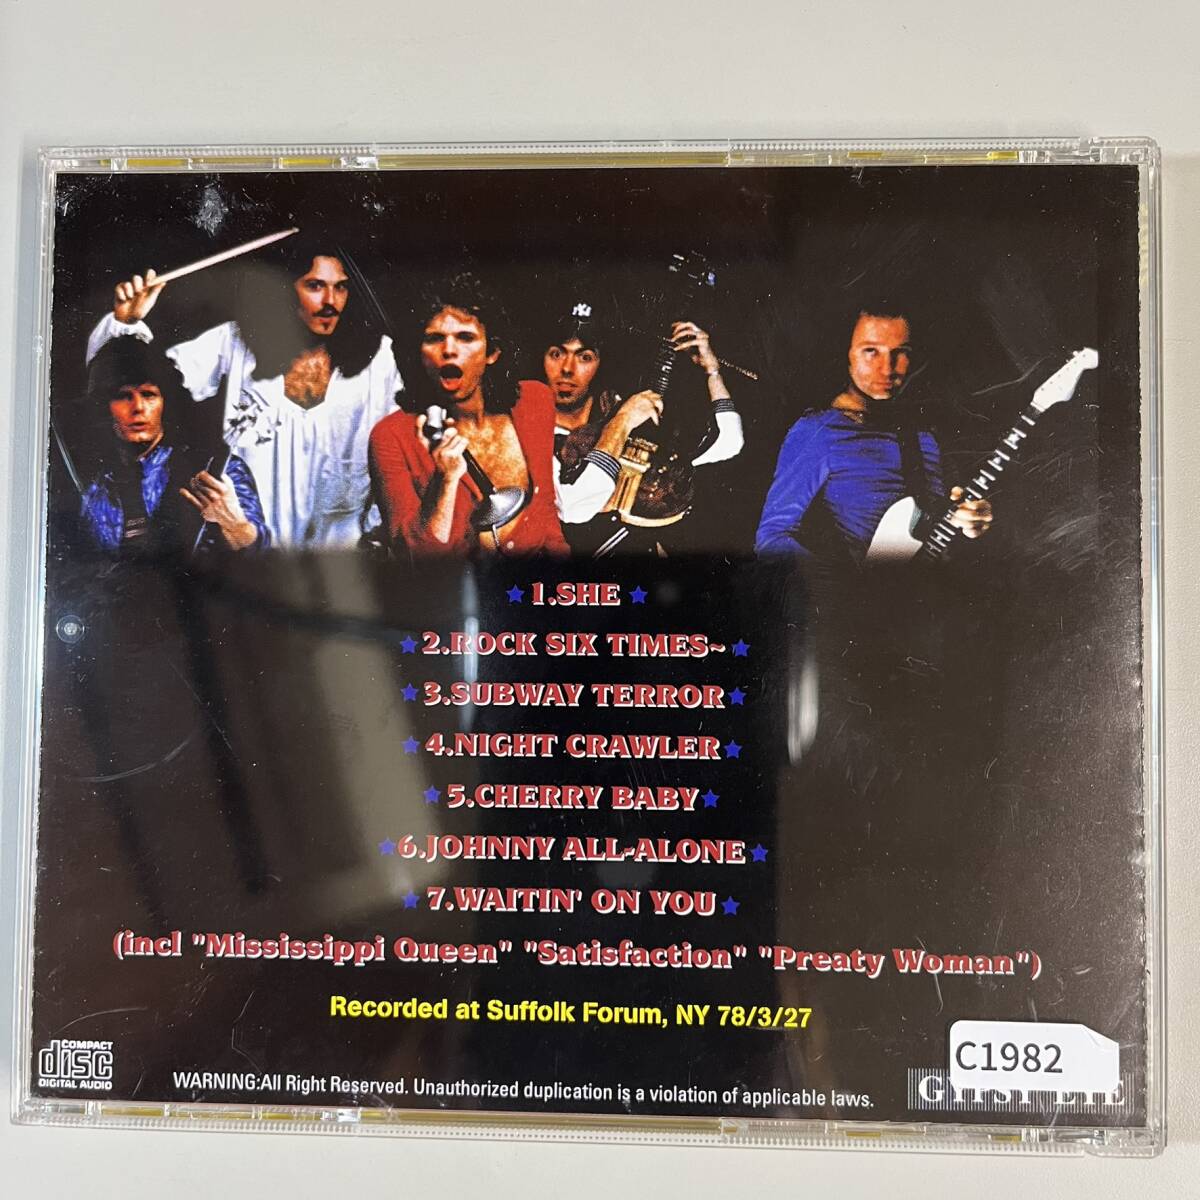 1.SHE
2.ROCK SIX TIMES~
3.SUBWAY TERROR
4.NIGHT CRAWLER
5.CHERRY BABY
6.JOHNNY ALL-ALONE
7.WAITIN' ON YOU
(incl "Mississippi Queen" "Satisfaction" "Preaty Woman")
Recorded at Suffolk Forum, NY 78/3/27
COMPACT
disc
DIGITAL AUDIO
WARNING:All Right Reserved. Unauthorized duplication is a violation of applicable laws.
C1982